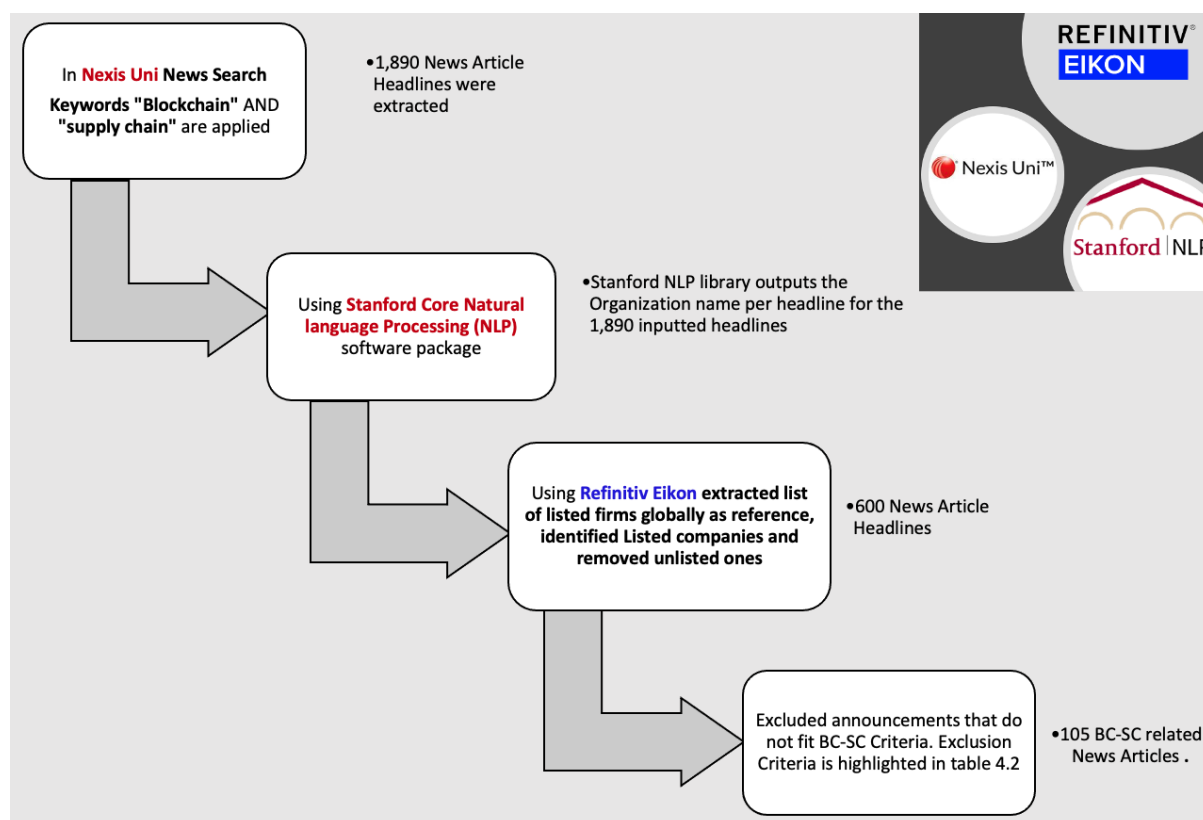 In Nexis Uni News Search
Keywords "Blockchain" AND
"supply chain" are applied
•1,890 News Article
Headlines were
extracted
REFINITIV®
EIKON
Nexis Uni™
Stanford | NLP
Using Stanford Core Natural
language Processing (NLP)
software package
•Stanford NLP library outputs the
Organization name per headline for the
1,890 inputted headlines
Using Refinitiv Eikon extracted list
of listed firms globally as reference,
identified Listed companies and
removed unlisted ones
•600 News Article
Headlines
Excluded announcements that do
not fit BC-SC Criteria. Exclusion
Criteria is highlighted in table 4.2
•105 BC-SC related
News Articles .